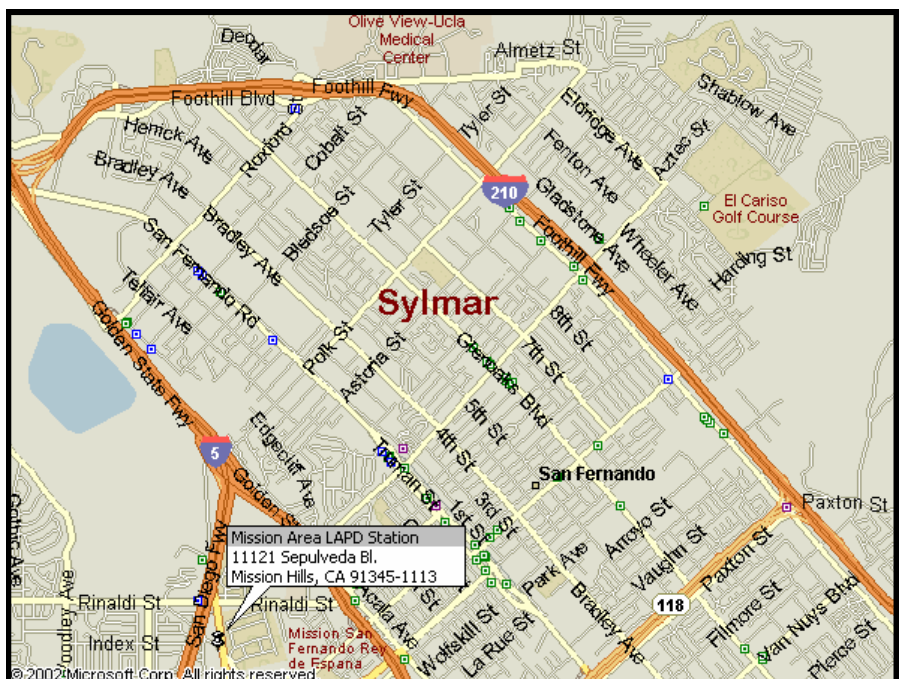 Olive View-Ucla
Medical
Center
Almetz St
Foothill Blvd
Foothill Fwy
Tyler St
Shablow Ave
Eldridge Ave
Aztec St
Fenton Ave
Herrick Ave
Roxford
Cobalt St
Bradley Ave
210
Gladstone Ave
El Cariso
Golf Course
Tyler St
Bledsoe St
Bradley Ave
Foothill Fwy
Wheeler Ave
Harding St
San Fernando Rd
Telfair Ave
Sylmar
8th St
7th St
Golden State Fwy
Polk St
Astoria St
Glenoaks Blvd
5th St
4th St
Edgecliff Ave
5
Truman St
San Fernando
3rd St
1st St
Paxton St
Arroyo St
Park Ave
Vaughn St
Paxton St
San Diego Fwy
Mission Area LAPD Station
11121 Sepulveda Bl.
Mission Hills, CA 91345-1113
Rinaldi St
Rinaldi St
118
Bradley Ave
Filmore St
Van Nuys Blvd
Pierce St
Index St
Mission San
Fernando Rey
de Espana
Acala Ave
Wolfskill St
La Rue St
© 2002 Microsoft Corp. All rights reserved